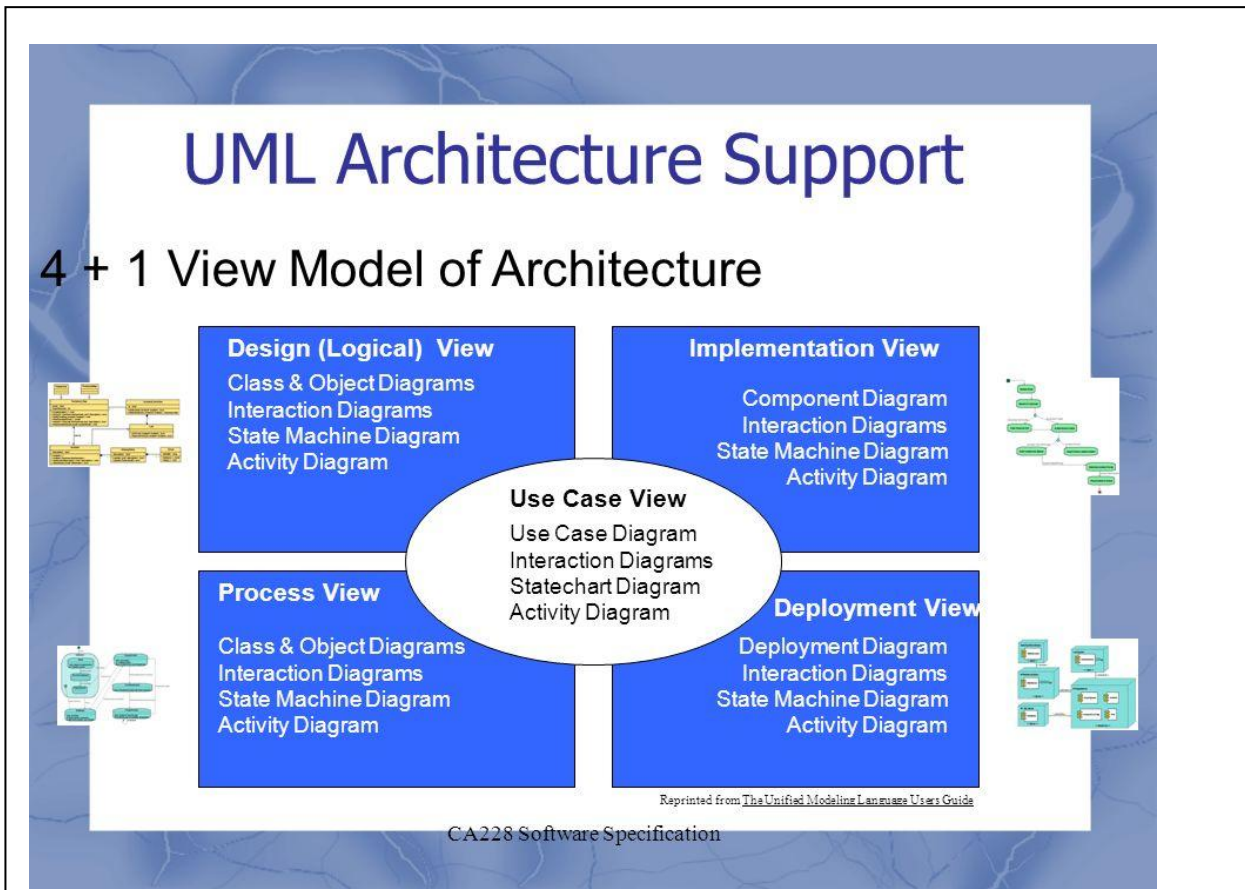 UML Architecture Support
4 + 1 View Model of Architecture
Design (Logical) View
Class & Object Diagrams
Interaction Diagrams
State Machine Diagram
Activity Diagram
Implementation View
Component Diagram
Interaction Diagrams
State Machine Diagram
Activity Diagram
Use Case View
Use Case Diagram
Interaction Diagrams
Statechart Diagram
Activity Diagram
Process View
Class & Object Diagrams
Interaction Diagrams
State Machine Diagram
Activity Diagram
Deployment View
Deployment Diagram
Interaction Diagrams
State Machine Diagram
Activity Diagram
Reprinted from The Unified Modeling Language Users Guide
CA228 Software Specification